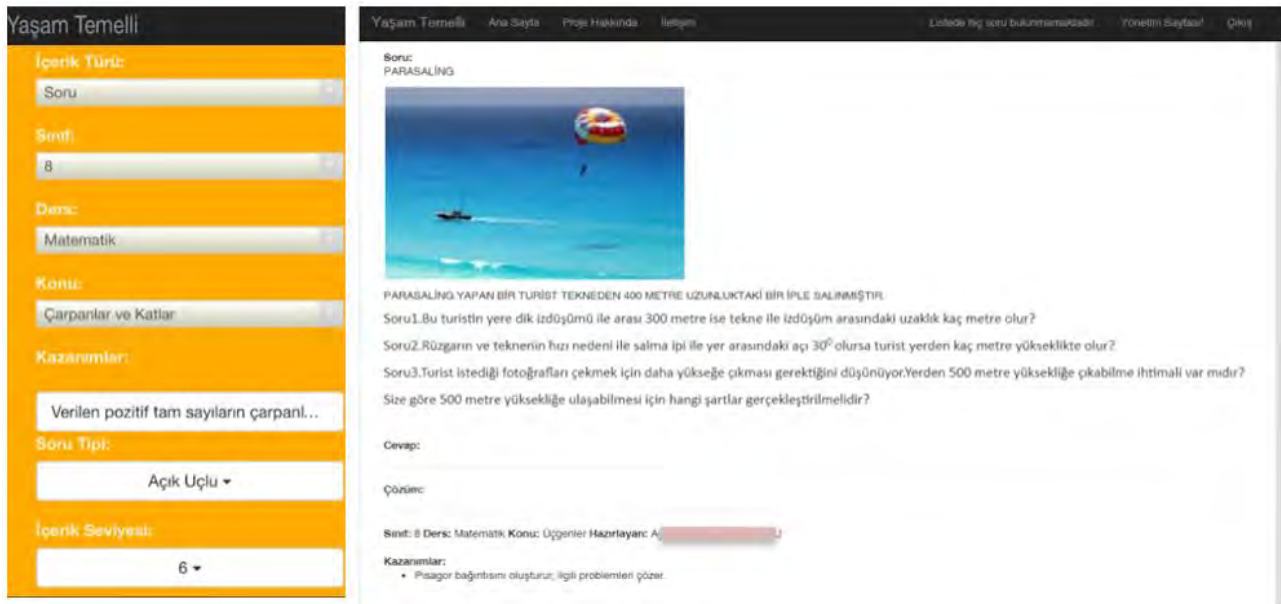 Yaşam Temelli
İçerik Türü:
Soru
Sınıf:
8
Ders:
Matematik
Konu:
Çarpanlar ve Katlar
Kazanımlar:
Verilen pozitif tam sayıların çarpanl...
Soru Tipi:
Açık Uçlu
İçerik Seviyesi:
6
Yaşam Temelli Ana Sayfa Proje Hakkında İletişim Listede hiç soru bulunmamaktadır Yönetim Sayfası! Çıkış
Soru:
PARASALİNG
PARASALİNG YAPAN BİR TURİST TEKNEDEN 400 METRE UZUNLUKTAKİ BİR İPLE SALINMIŞTIR.
Soru1.Bu turistin yere dik izdüşümü ile arası 300 metre ise tekne ile izdüşüm arasındaki uzaklık kaç metre olur?
Soru2.Rüzgarın ve teknenin hızı nedeni ile salma ipi ile yer arasındaki açı 30⁰ olursa turist yerden kaç metre yükseklikte olur?
Soru3.Turist istediği fotoğrafları çekmek için daha yükseğe çıkması gerektiğini düşünüyor.Yerden 500 metre yüksekliğe çıkabilme ihtimali var mıdır?
Size göre 500 metre yüksekliğe ulaşabilmesi için hangi şartlar gerçekleştirilmelidir?
Cevap:
Çözüm:
Sınıf: 8 Ders: Matematik Konu: Üçgenler Hazırlayan: A
Kazanımlar:
• Pisagor bağıntısını oluşturur, ilgili problemleri çözer.